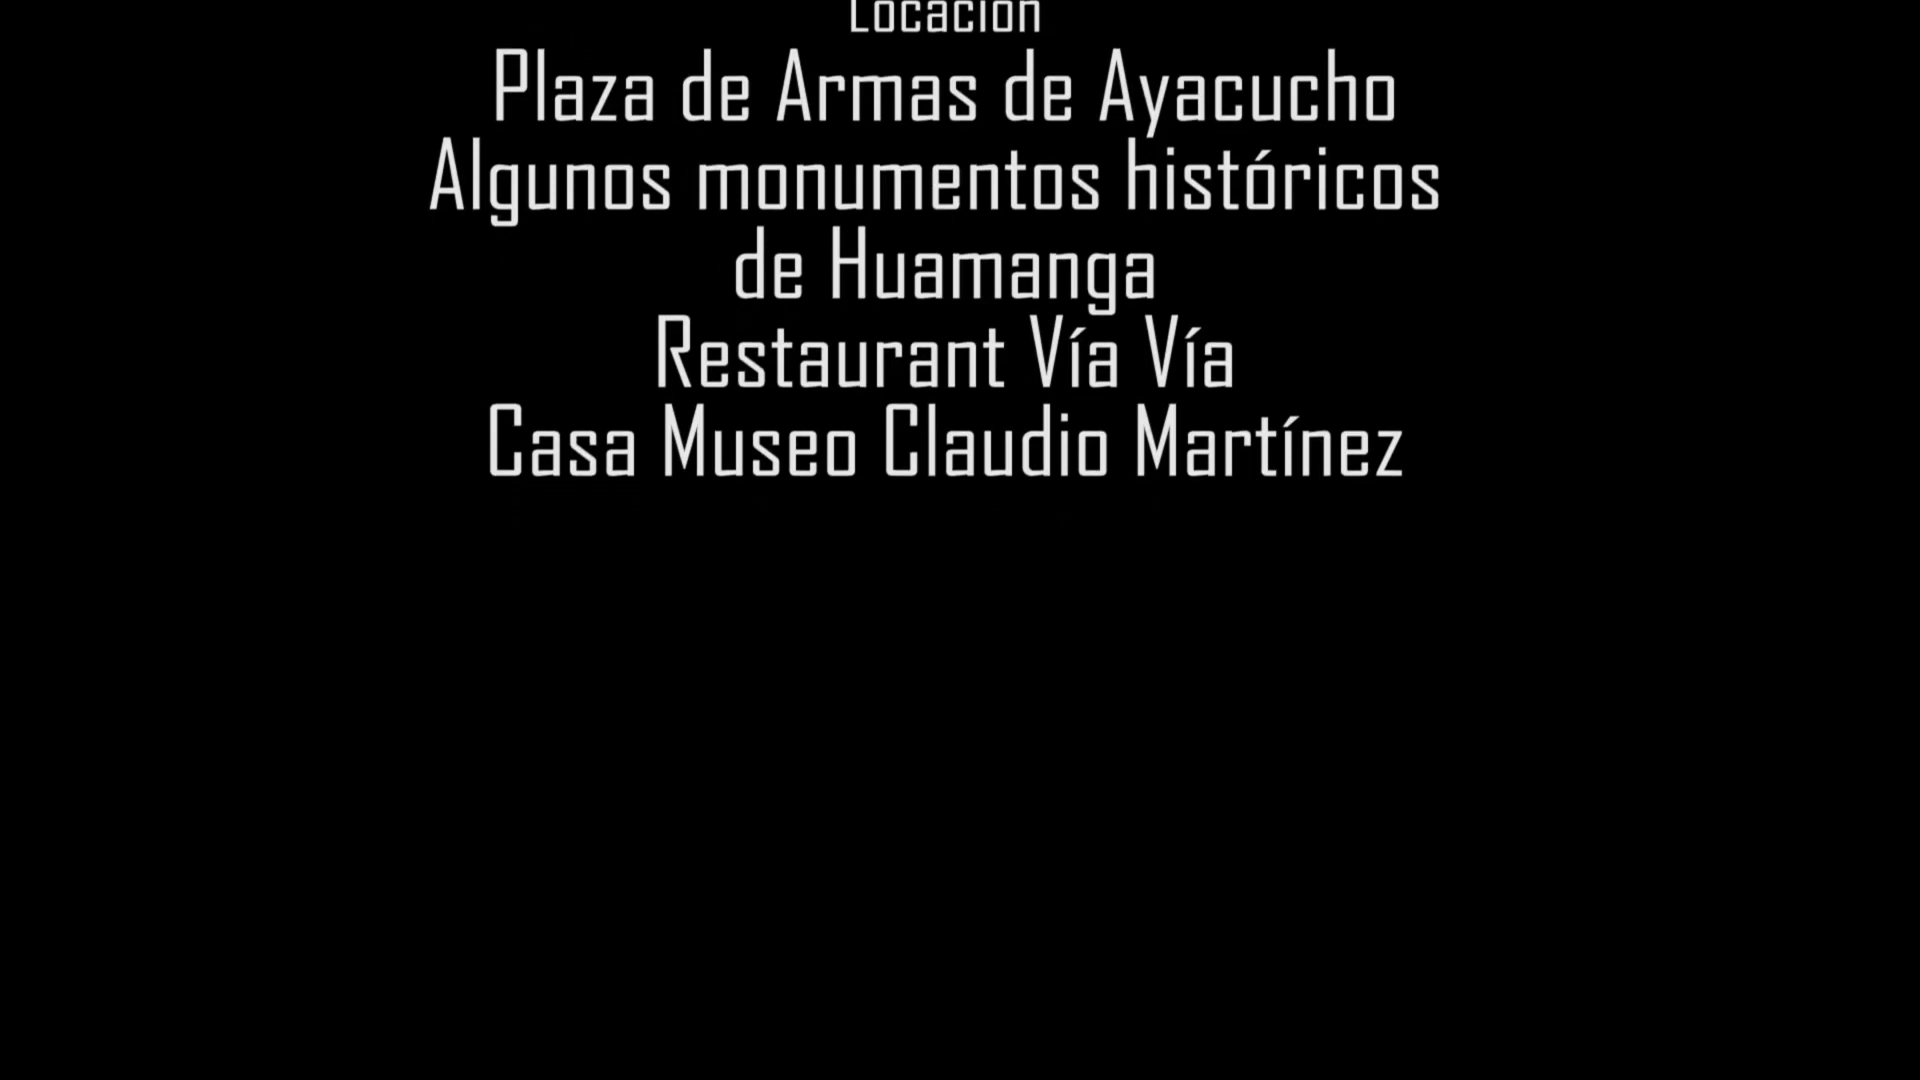 Locación
Plaza de Armas de Ayacucho
Algunos monumentos históricos
de Huamanga
Restaurant Vía Vía
Casa Museo Claudio Martínez